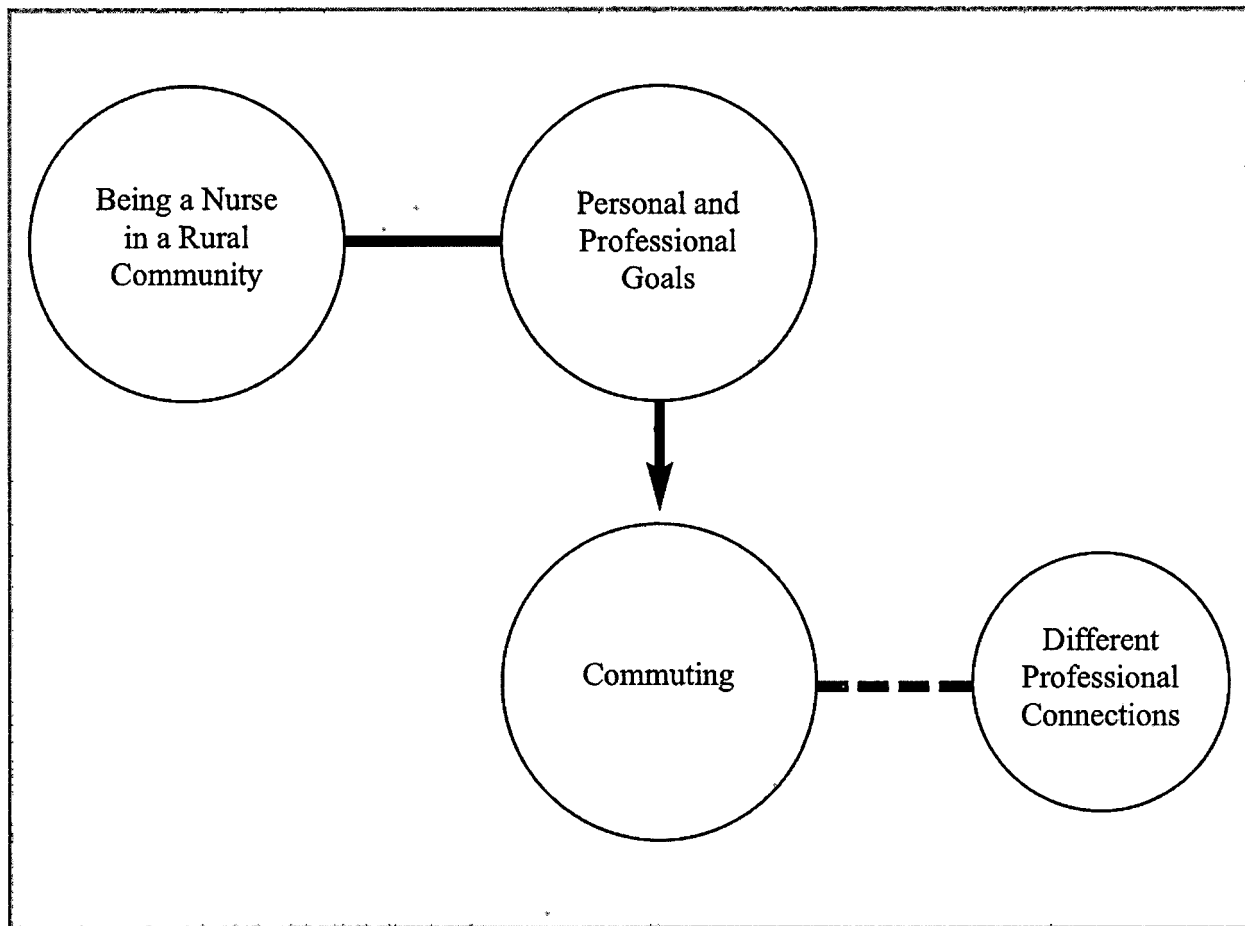 Being a Nurse
in a Rural
Community
Personal and
Professional
Goals
Commuting
Different
Professional
Connections